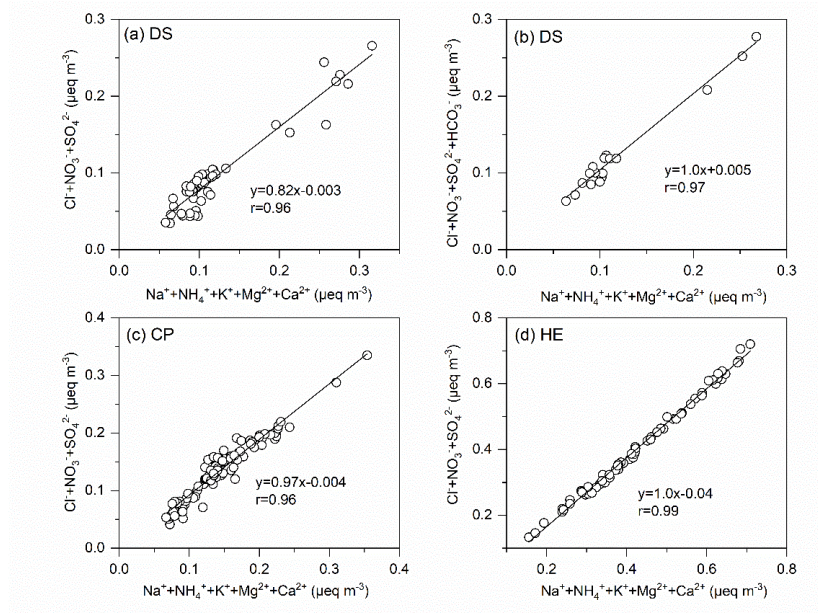 (a) DS
Cl⁻+NO₃⁻+SO₄²⁻ (μeq m⁻³)
0.3
0.2
0.1
0.0
y=0.82x-0.003
r=0.96
0.0 0.1 0.2 0.3
Na⁺+NH₄⁺+K⁺+Mg²⁺+Ca²⁺ (μeq m⁻³)
(b) DS
Cl⁻+NO₃⁻+SO₄²⁻+HCO₃⁻ (μeq m⁻³)
0.3
0.2
0.1
0.0
y=1.0x+0.005
r=0.97
0.0 0.1 0.2 0.3
Na⁺+NH₄⁺+K⁺+Mg²⁺+Ca²⁺ (μeq m⁻³)
(c) CP
Cl⁻+NO₃⁻+SO₄²⁻ (μeq m⁻³)
0.4
0.3
0.2
0.1
0.0
y=0.97x-0.004
r=0.96
0.0 0.1 0.2 0.3 0.4
Na⁺+NH₄⁺+K⁺+Mg²⁺+Ca²⁺ (μeq m⁻³)
(d) HE
Cl⁻+NO₃⁻+SO₄²⁻ (μeq m⁻³)
0.8
0.6
0.4
0.2
y=1.0x-0.04
r=0.99
0.2 0.4 0.6 0.8
Na⁺+NH₄⁺+K⁺+Mg²⁺+Ca²⁺ (μeq m⁻³)